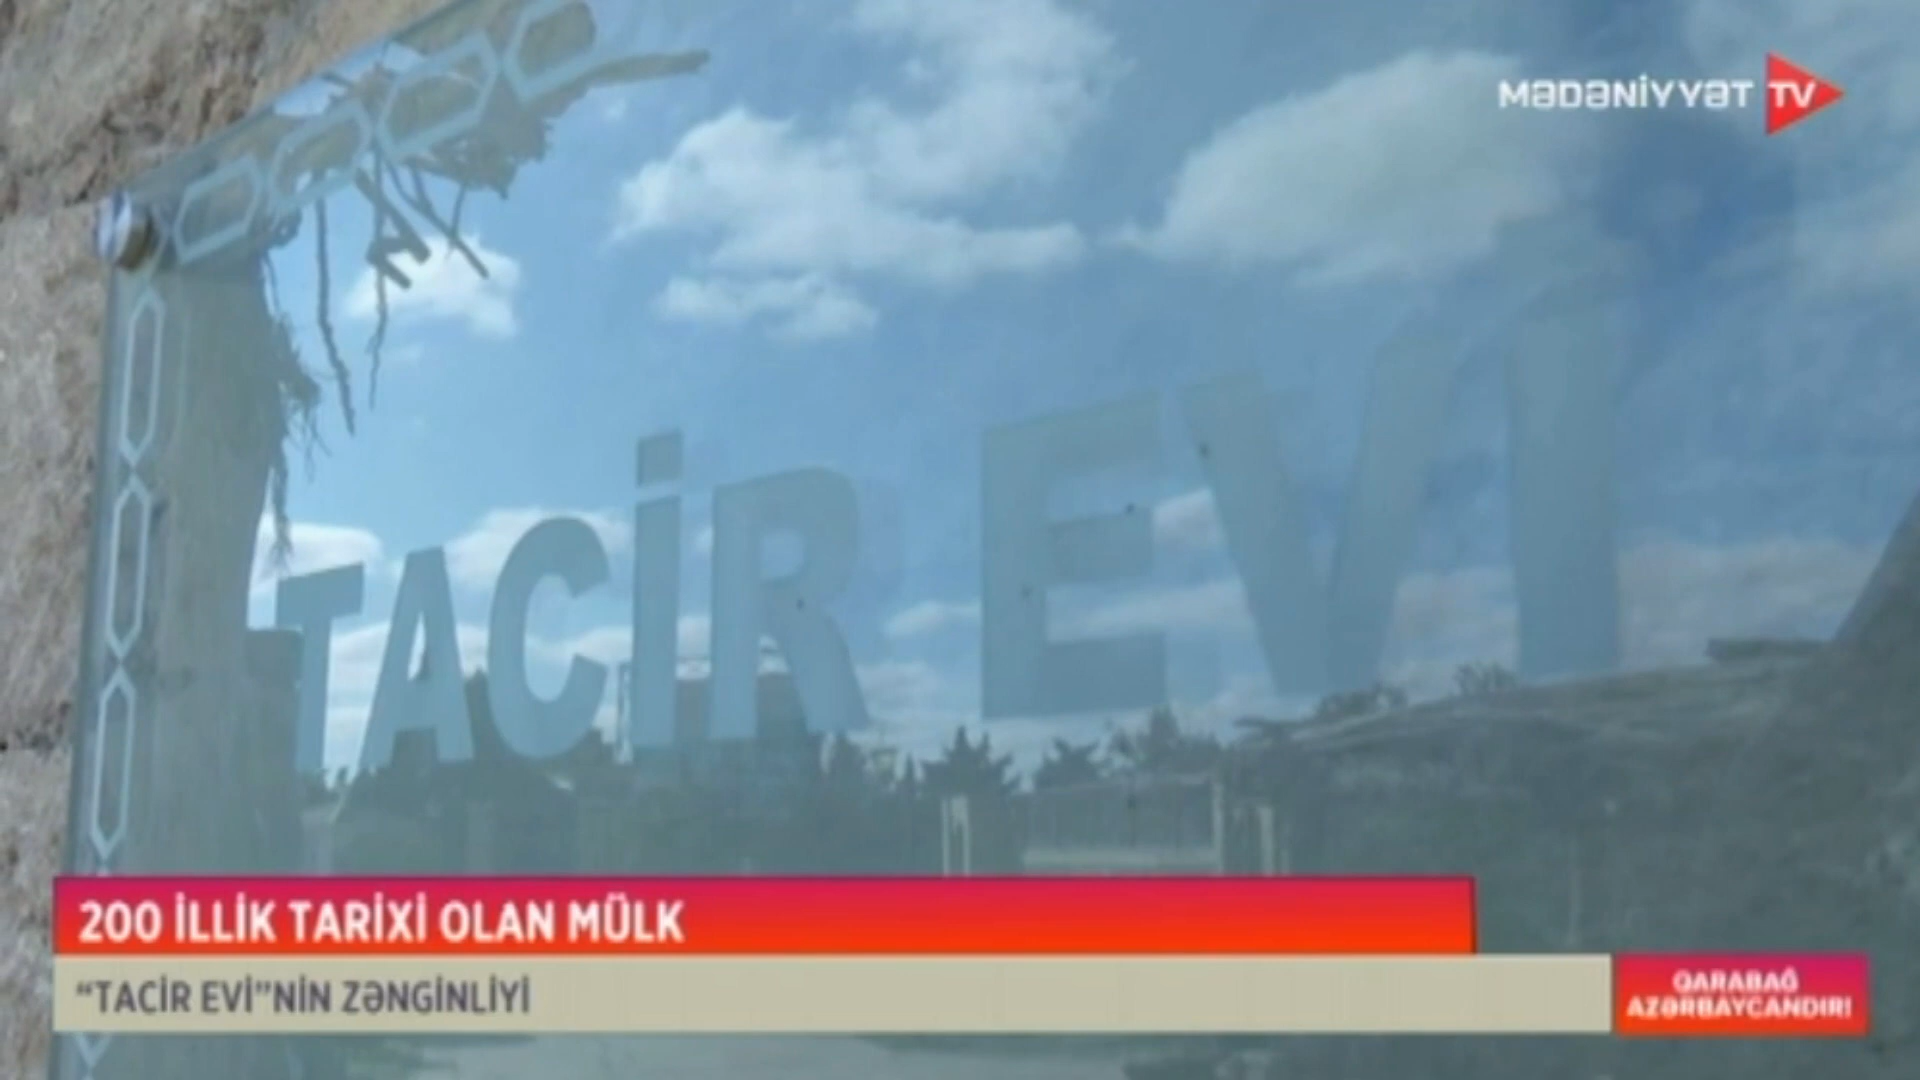 MƏDƏNİYYƏT TV
TACİR EVİ
200 İLLİK TARİXİ OLAN MÜLK
“TACİR EVİ”NİN ZƏNGİNLİYİ
QARABAĞ
AZƏRBAYCANDIR!